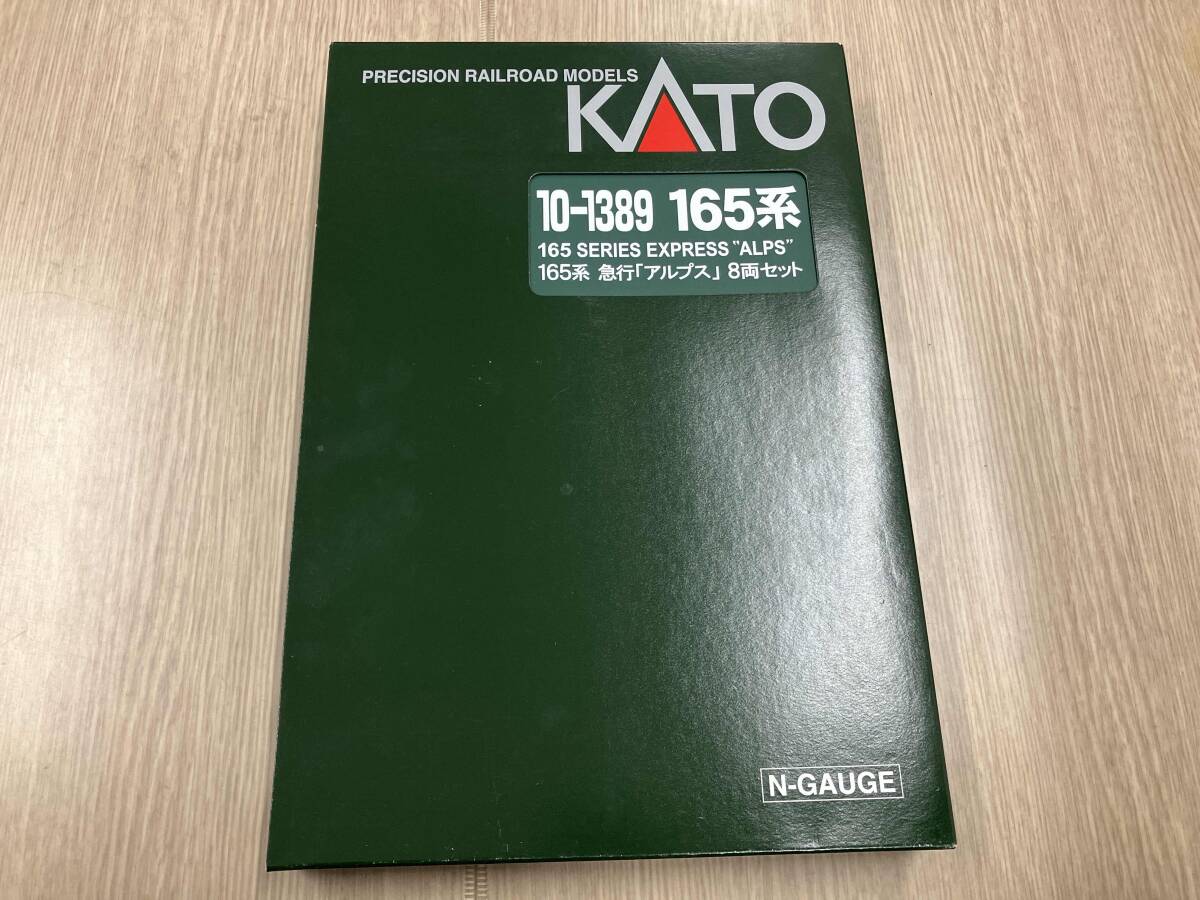 PRECISION RAILROAD MODELS
KATO
10-1389 165系
165 SERIES EXPRESS "ALPS"
165系 急行「アルプス」 8両セット
N-GAUGE